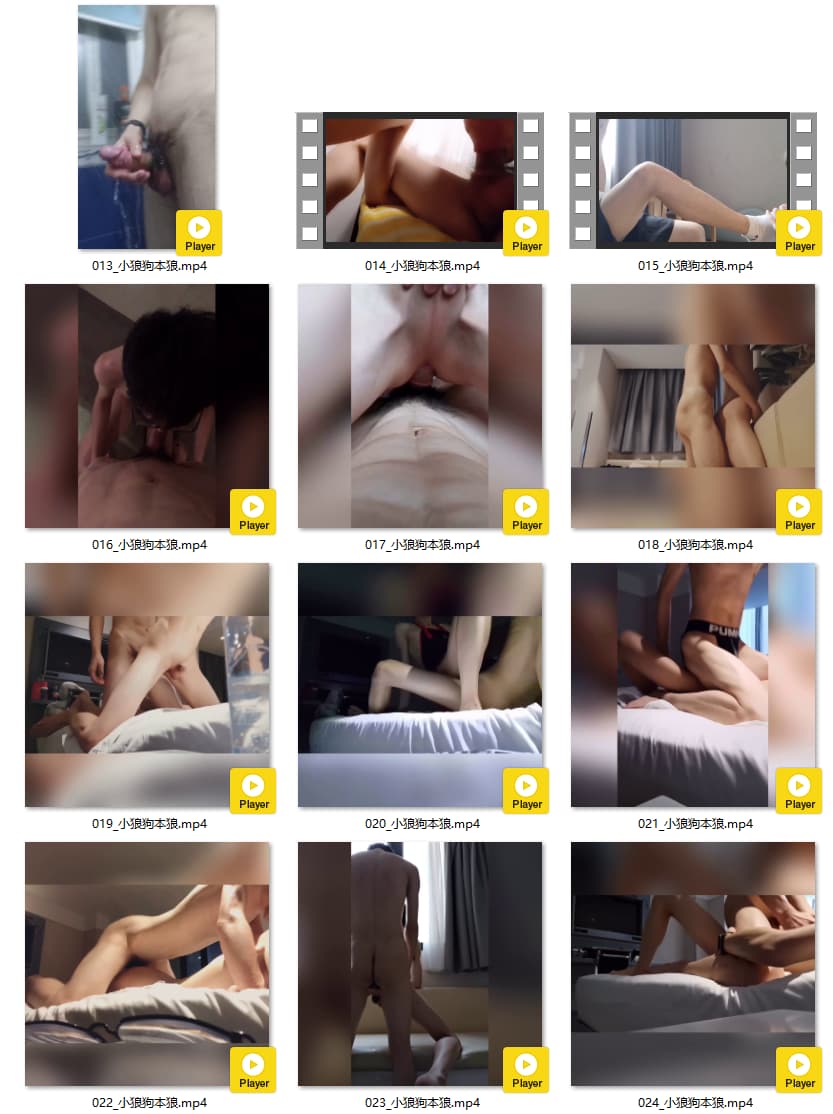 Player
Player
Player
013_小狼狗本狼.mp4
014_小狼狗本狼.mp4
015_小狼狗本狼.mp4
Player
Player
Player
016_小狼狗本狼.mp4
017_小狼狗本狼.mp4
018_小狼狗本狼.mp4
PUM
Player
Player
Player
019_小狼狗本狼.mp4
020_小狼狗本狼.mp4
021_小狼狗本狼.mp4
Player
Player
Player
022_小狼狗本狼.mp4
023_小狼狗本狼.mp4
024_小狼狗本狼.mp4